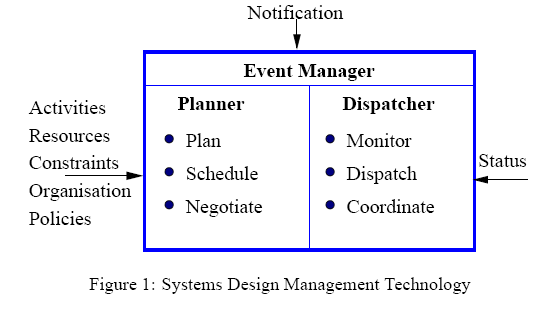 Notification
Event Manager
Planner
Plan
Schedule
Negotiate
Dispatcher
Monitor
Dispatch
Coordinate
Activities
Resources
Constraints
Organisation
Policies
Status
Figure 1: Systems Design Management Technology